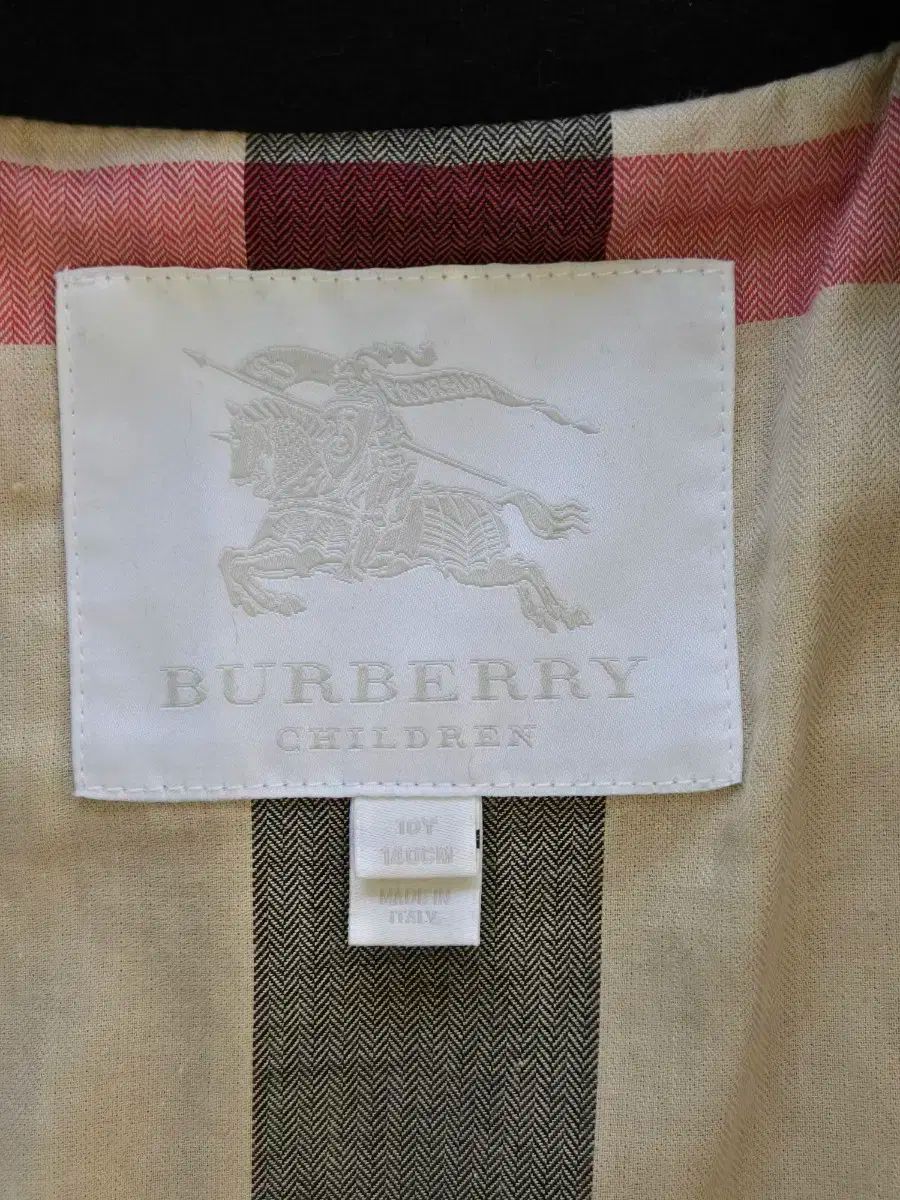 BURBERRY
CHILDREN
10Y
140CM
MADE IN
ITALY